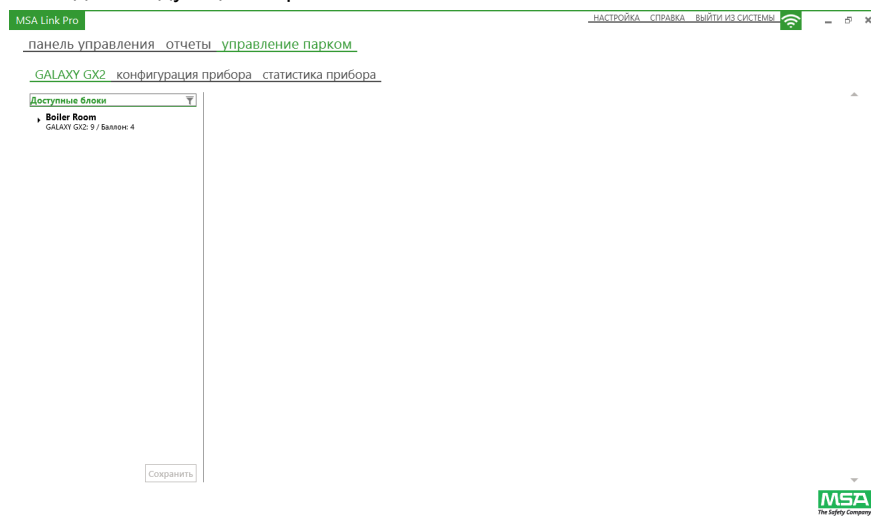 MSA Link Pro
НАСТРОЙКА СПРАВКА ВЫЙТИ ИЗ СИСТЕМЫ
панель управления отчеты управление парком
GALAXY GX2 конфигурация прибора статистика прибора
Доступные блоки
Boiler Room
GALAXY GX2: 9 / Баллон: 4
Сохранить
MSA
The Safety Company